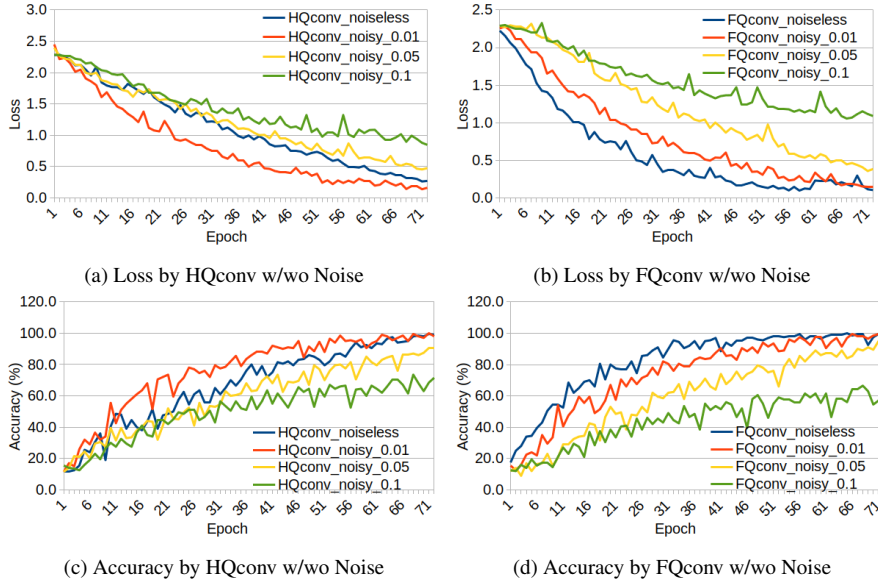 3.0
2.5
2.0
1.5
1.0
0.5
0.0
Loss
HQconv_noiseless
HQconv_noisy_0.01
HQconv_noisy_0.05
HQconv_noisy_0.1
1 6 11 16 21 26 31 36 41 46 51 56 61 66 71
Epoch
(a) Loss by HQconv w/wo Noise
2.5
2.0
1.5
1.0
0.5
0.0
Loss
FQconv_noiseless
FQconv_noisy_0.01
FQconv_noisy_0.05
FQconv_noisy_0.1
1 6 11 16 21 26 31 36 41 46 51 56 61 66 71
Epoch
(b) Loss by FQconv w/wo Noise
120.0
100.0
80.0
60.0
40.0
20.0
0.0
Accuracy (%)
HQconv_noiseless
HQconv_noisy_0.01
HQconv_noisy_0.05
HQconv_noisy_0.1
1 6 11 16 21 26 31 36 41 46 51 56 61 66 71
Epoch
(c) Accuracy by HQconv w/wo Noise
120.0
100.0
80.0
60.0
40.0
20.0
0.0
Accuracy (%)
FQconv_noiseless
FQconv_noisy_0.01
FQconv_noisy_0.05
FQconv_noisy_0.1
1 6 11 16 21 26 31 36 41 46 51 56 61 66 71
Epoch
(d) Accuracy by FQconv w/wo Noise